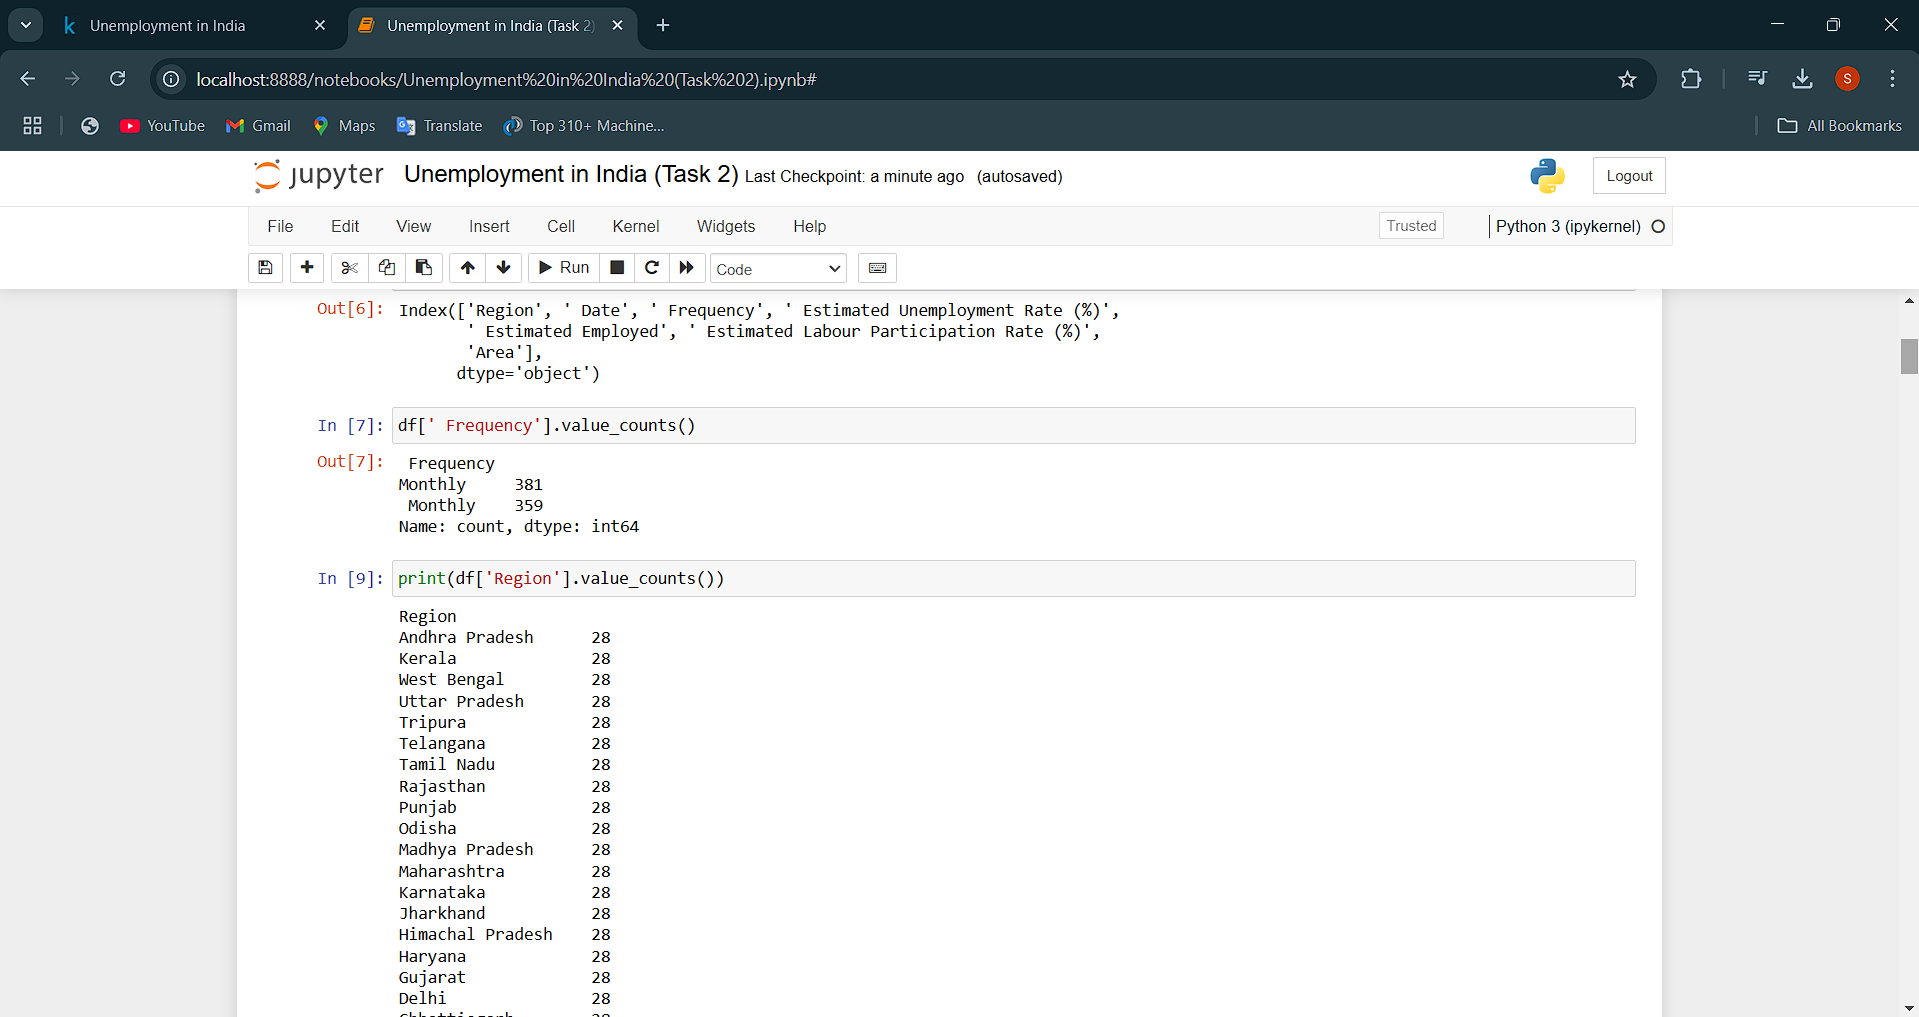 Unemployment in India
Unemployment in India (Task 2)
localhost:8888/notebooks/Unemployment%20in%20India%20(Task%202).ipynb#
S
YouTube
Gmail
Maps
Translate
Top 310+ Machine...
All Bookmarks
jupyter Unemployment in India (Task 2) Last Checkpoint: a minute ago (autosaved)
Logout
File Edit View Insert Cell Kernel Widgets Help
Trusted
Python 3 (ipykernel)
Run
Code
Out[6]: Index(['Region', ' Date', ' Frequency', ' Estimated Unemployment Rate (%)',
' Estimated Employed', ' Estimated Labour Participation Rate (%)',
'Area'],
dtype='object')
In [7]: df[' Frequency'].value_counts()
Out[7]: Frequency
Monthly 381
Monthly 359
Name: count, dtype: int64
In [9]: print(df['Region'].value_counts())
Region
Andhra Pradesh 28
Kerala 28
West Bengal 28
Uttar Pradesh 28
Tripura 28
Telangana 28
Tamil Nadu 28
Rajasthan 28
Punjab 28
Odisha 28
Madhya Pradesh 28
Maharashtra 28
Karnataka 28
Jharkhand 28
Himachal Pradesh 28
Haryana 28
Gujarat 28
Delhi 28